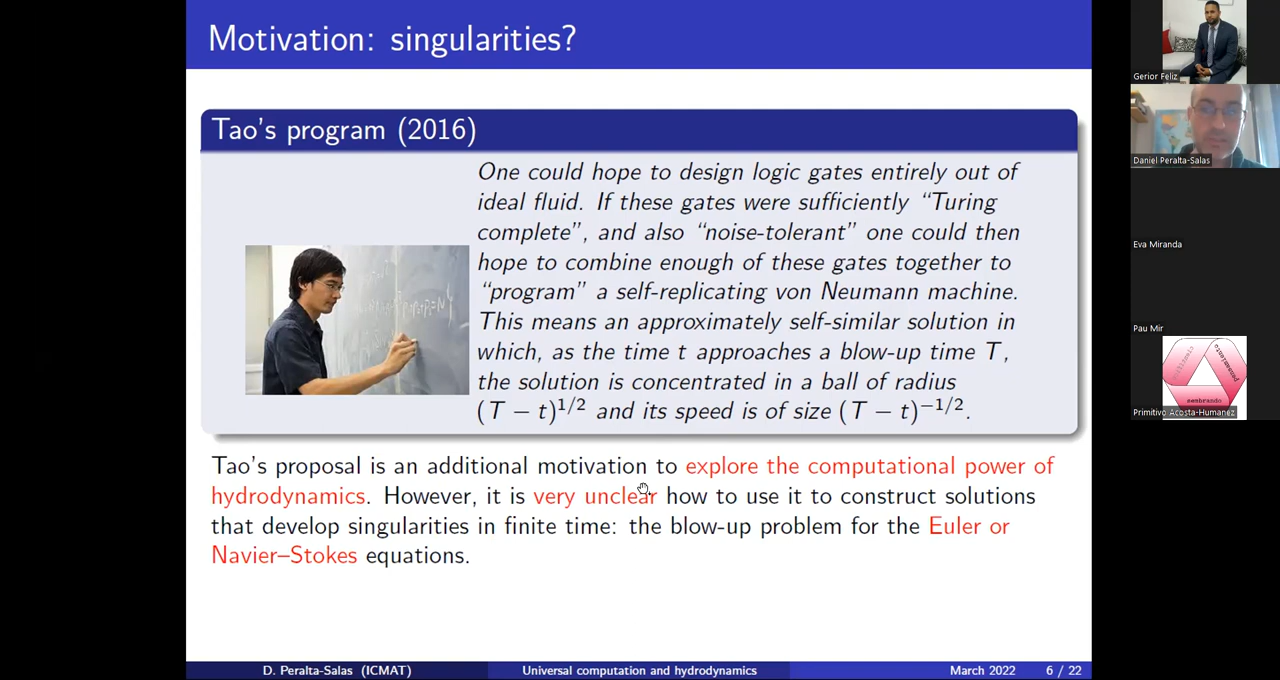 Motivation: singularities?
Tao's program (2016)
One could hope to design logic gates entirely out of
ideal fluid. If these gates were sufficiently "Turing
complete", and also "noise-tolerant" one could then
hope to combine enough of these gates together to
"program" a self-replicating von Neumann machine.
This means an approximately self-similar solution in
which, as the time t approaches a blow-up time T,
the solution is concentrated in a ball of radius
(T − t)^{1/2} and its speed is of size (T − t)^{−1/2}.
Tao's proposal is an additional motivation to explore the computational power of
hydrodynamics. However, it is very unclear how to use it to construct solutions
that develop singularities in finite time: the blow-up problem for the Euler or
Navier–Stokes equations.
D. Peralta-Salas (ICMAT)
Universal computation and hydrodynamics
March 2022
6 / 22
Gerior Feliz
Daniel Peralta-Salas
Eva Miranda
Pau Mir
pensamiento
sembrando
Primitivo Acosta-Humanez